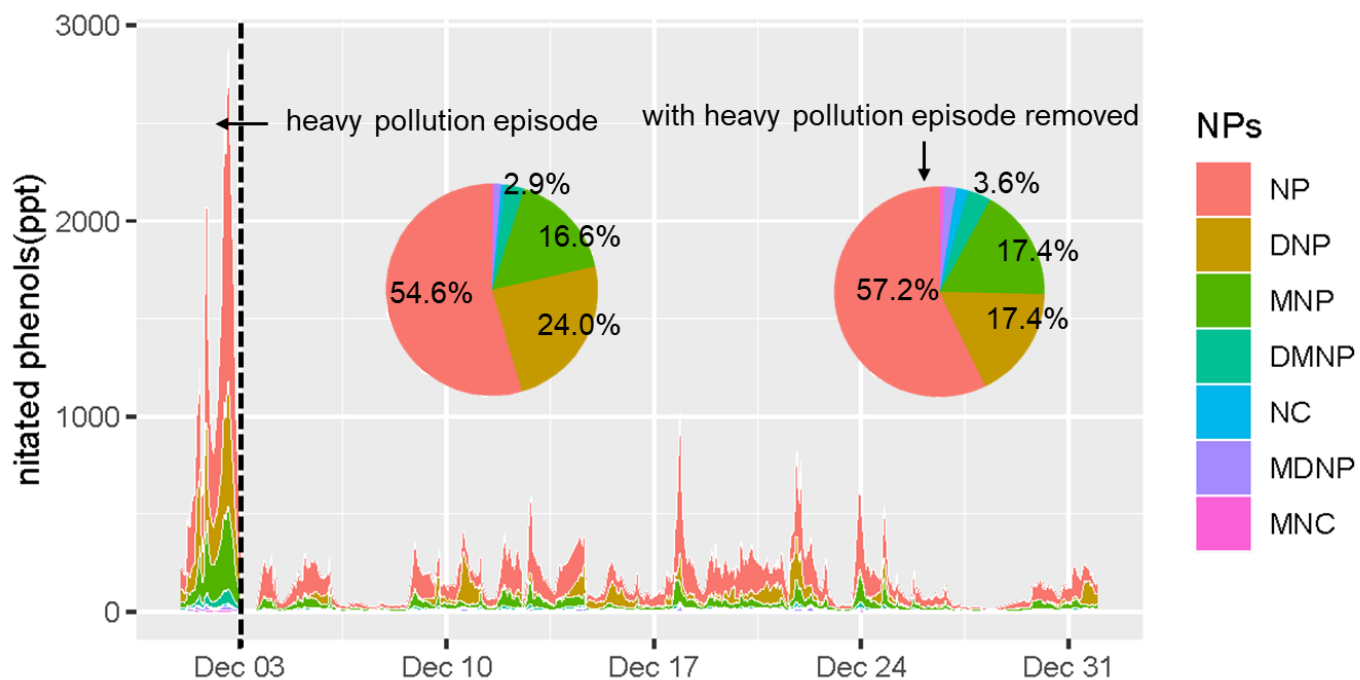 3000
2000
1000
0
nitated phenols(ppt)
heavy pollution episode
with heavy pollution episode removed
2.9%
16.6%
54.6%
24.0%
3.6%
17.4%
57.2%
17.4%
Dec 03
Dec 10
Dec 17
Dec 24
Dec 31
NPs
NP
DNP
MNP
DMNP
NC
MDNP
MNC